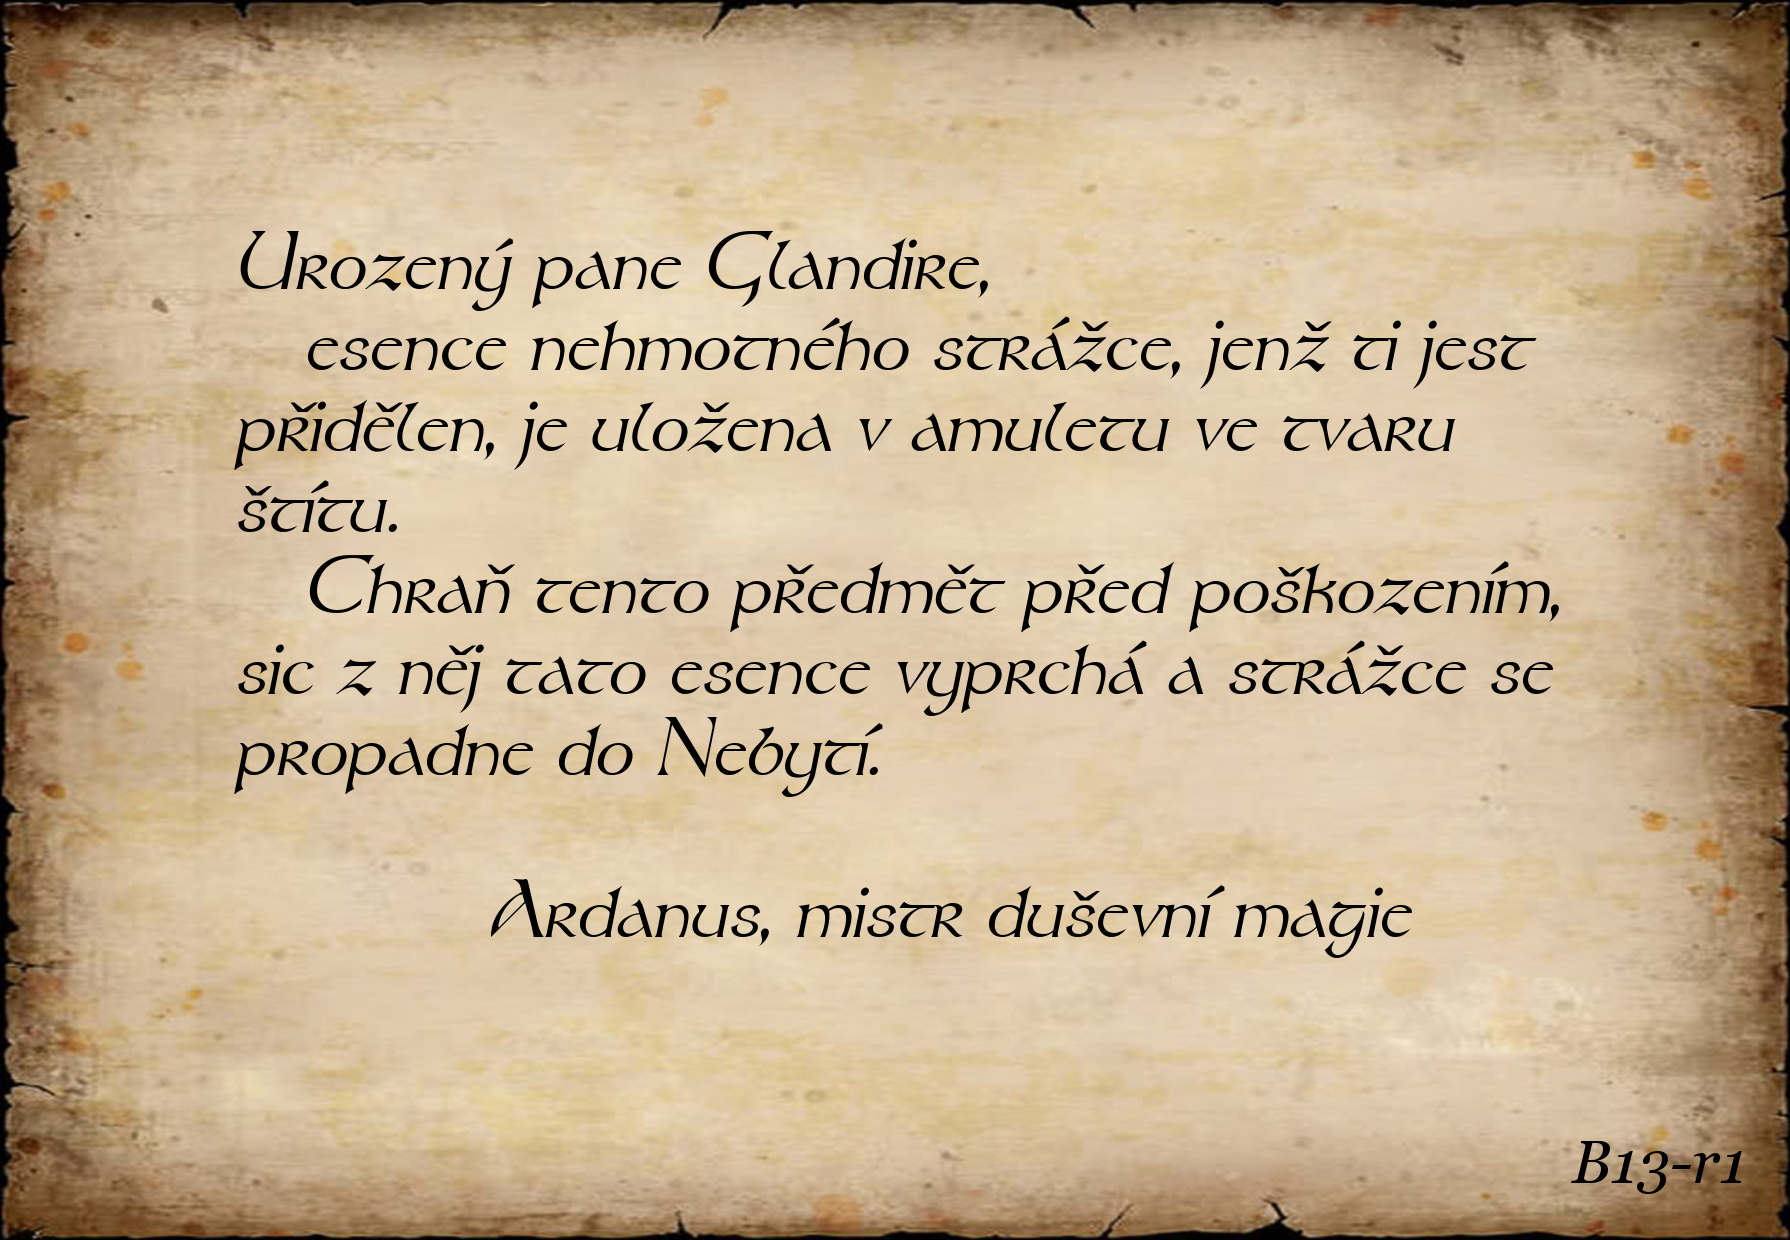 Urozený pane Glandire,
esence nehmotného strážce, jenž ti jest
přidělen, je uložena v amuletu ve tvaru
štítu.
Chraň tento předmět před poškozením,
sic z něj tato esence vyprchá a strážce se
propadne do Nebytí.
Ardanus, mistr duševní magie
B13-r1